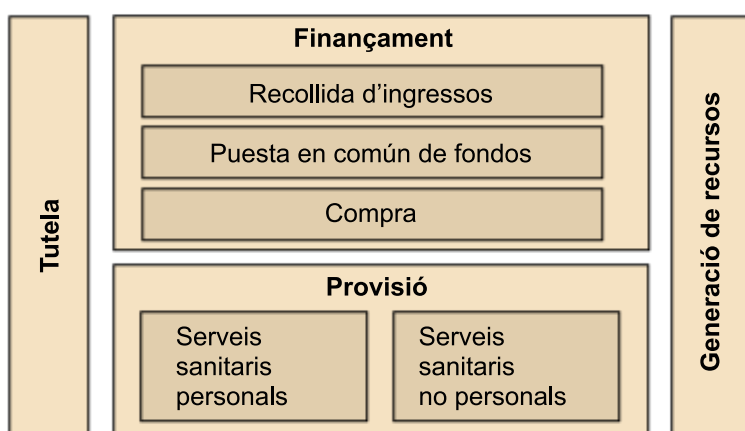 Tutela
Finançament
Recollida d'ingressos
Puesta en común de fondos
Compra
Provisió
Serveis
sanitaris
personals
Serveis
sanitaris
no personals
Generació de recursos